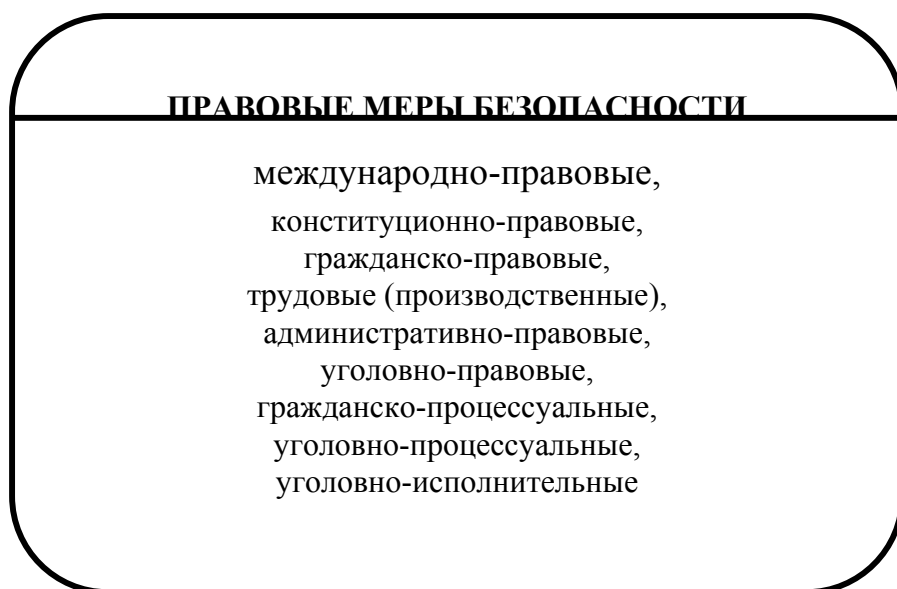 ПРАВОВЫЕ МЕРЫ БЕЗОПАСНОСТИ
международно-правовые,
конституционно-правовые,
гражданско-правовые,
трудовые (производственные),
административно-правовые,
уголовно-правовые,
гражданско-процессуальные,
уголовно-процессуальные,
уголовно-исполнительные